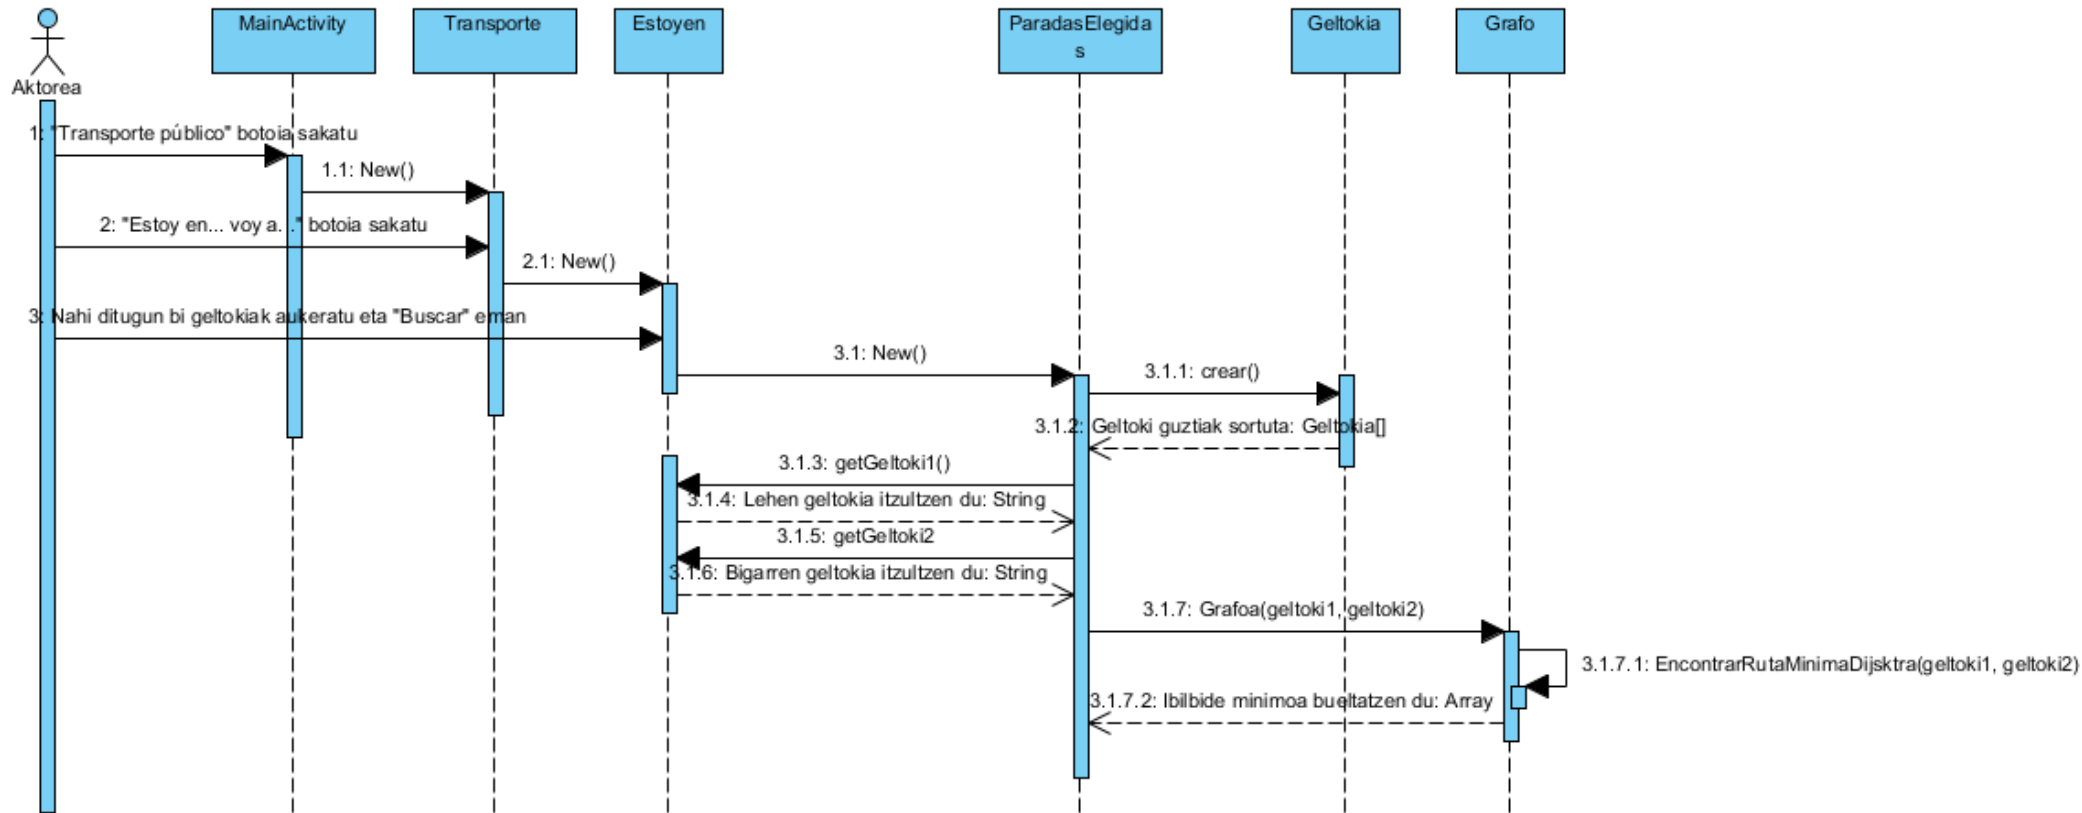 MainActivity
Transporte
Estoyen
ParadasElegida
s
Geltokia
Grafo
Aktorea
1: "Transporte público" botoia sakatu
1.1: New()
2: "Estoy en... voy a..." botoia sakatu
2.1: New()
3: Nahi ditugun bi geltokiak aukeratu eta "Buscar" eman
3.1: New()
3.1.1: crear()
3.1.2: Geltoki guztiak sortuta: Geltokia[]
3.1.3: getGeltoki1()
3.1.4: Lehen geltokia itzultzen du: String
3.1.5: getGeltoki2
3.1.6: Bigarren geltokia itzultzen du: String
3.1.7: Grafoa(geltoki1, geltoki2)
3.1.7.1: EncontrarRutaMinimaDijsktra(geltoki1, geltoki2)
3.1.7.2: Ibilbide minimoa bueltatzen du: Array